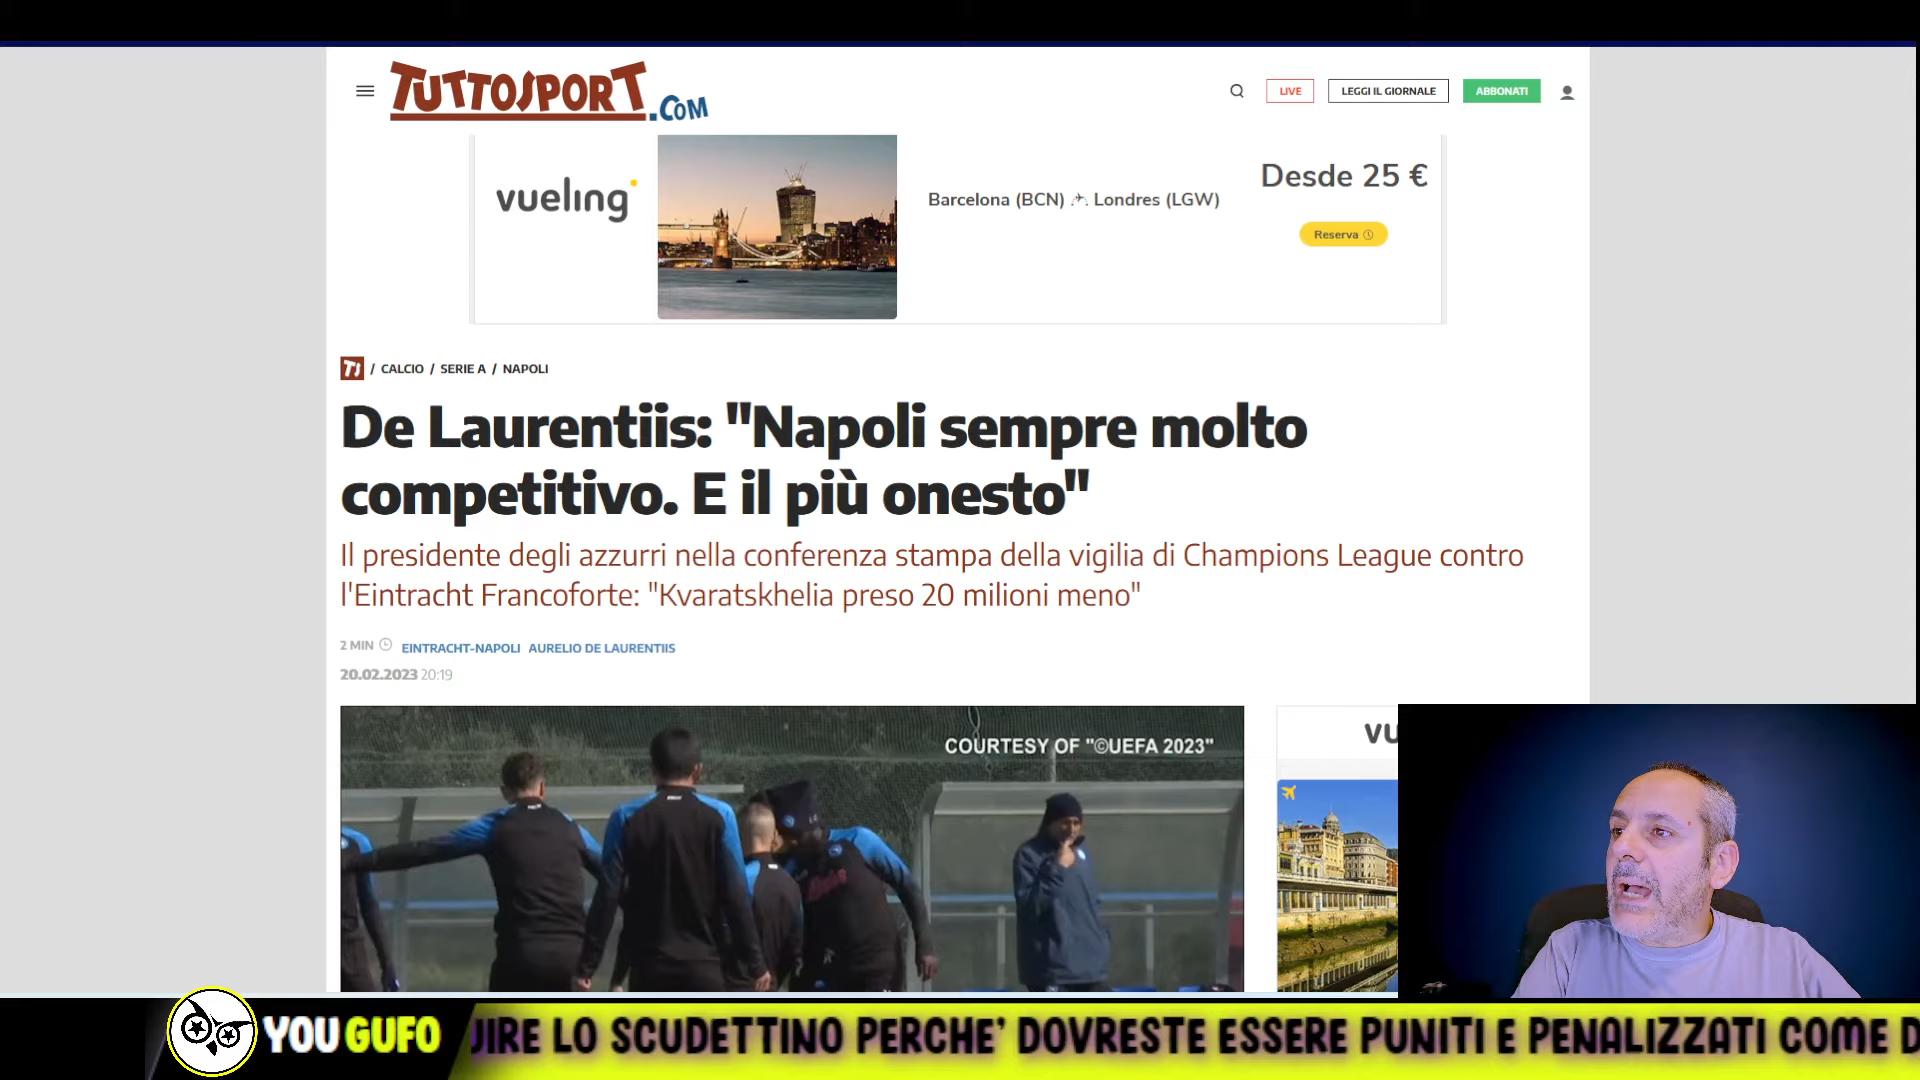 TUTTOSPORT.COM
LIVE
LEGGI IL GIORNALE
ABBONATI
vueling
Barcelona (BCN) Londres (LGW)
Desde 25 €
Reserva
/ CALCIO / SERIE A / NAPOLI
De Laurentiis: "Napoli sempre molto
competitivo. E il più onesto"
Il presidente degli azzurri nella conferenza stampa della vigilia di Champions League contro
l'Eintracht Francoforte: "Kvaratskhelia preso 20 milioni meno"
2 MIN
EINTRACHT-NAPOLI AURELIO DE LAURENTIIS
20.02.2023 20:19
COURTESY OF "©UEFA 2023"
vu
YOU GUFO
UIRE LO SCUDETTINO PERCHE' DOVRESTE ESSERE PUNITI E PENALIZZATI COME D